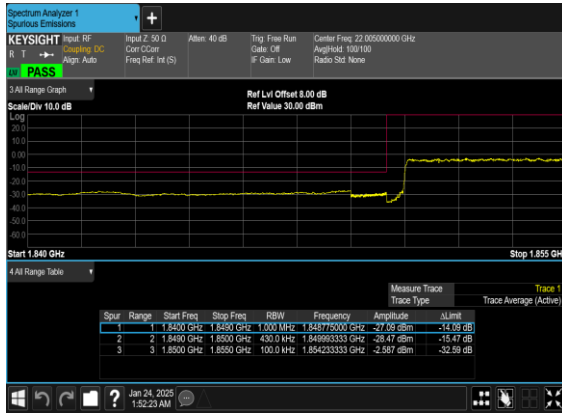 Spectrum Analyzer 1
Spurious Emissions
KEYSIGHT Input: RF Input Z: 50 Ω Atten: 40 dB Trig: Free Run Center Freq: 22.005000000 GHz
R T Coupling: DC Corr CCorr Gate: Off Avg|Hold: 100/100
Align: Auto Freq Ref: Int (S) IF Gain: Low Radio Std: None
PASS
3 All Range Graph Ref Lvl Offset 8.00 dB
Scale/Div 10.0 dB Ref Value 30.00 dBm
Log
20.0
10.0
0.00
-10.0
-20.0
-30.0
-40.0
-50.0
-60.0
Start 1.840 GHz Stop 1.855 GH
4 All Range Table
Measure Trace Trace 1
Trace Type Trace Average (Active)
Spur Range Start Freq Stop Freq RBW Frequency Amplitude ΔLimit
1 1 1.8400 GHz 1.8490 GHz 1.000 MHz 1.848775000 GHz -27.09 dBm -14.09 dB
2 2 1.8490 GHz 1.8500 GHz 430.0 kHz 1.849993333 GHz -28.47 dBm -15.47 dB
3 3 1.8500 GHz 1.8550 GHz 100.0 kHz 1.854233333 GHz -2.587 dBm -32.59 dB
Jan 24, 2025
1:52:23 AM